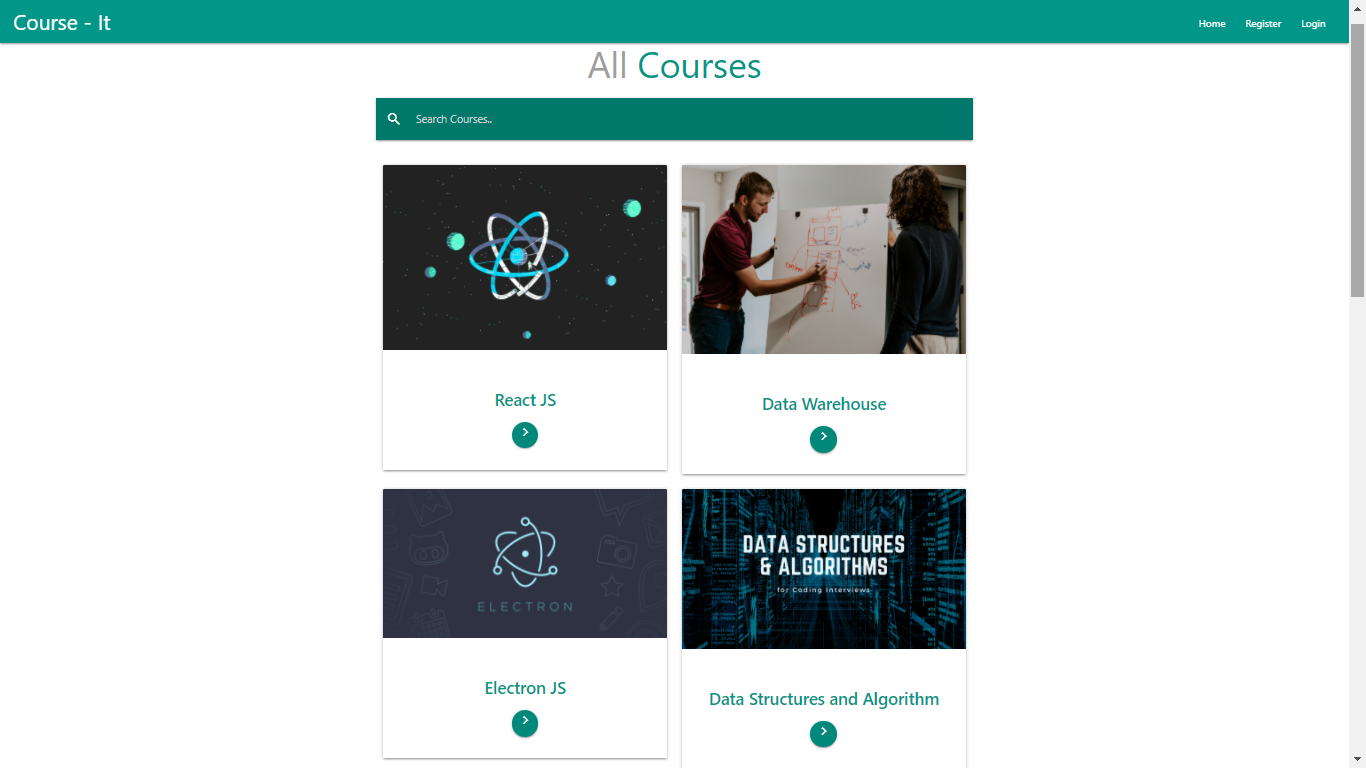 Course - It
Home Register Login
All Courses
Search Courses..
React JS
Data Warehouse
ELECTRON
DATA STRUCTURES
& ALGORITHMS
for Coding Interviews
Electron JS
Data Structures and Algorithm